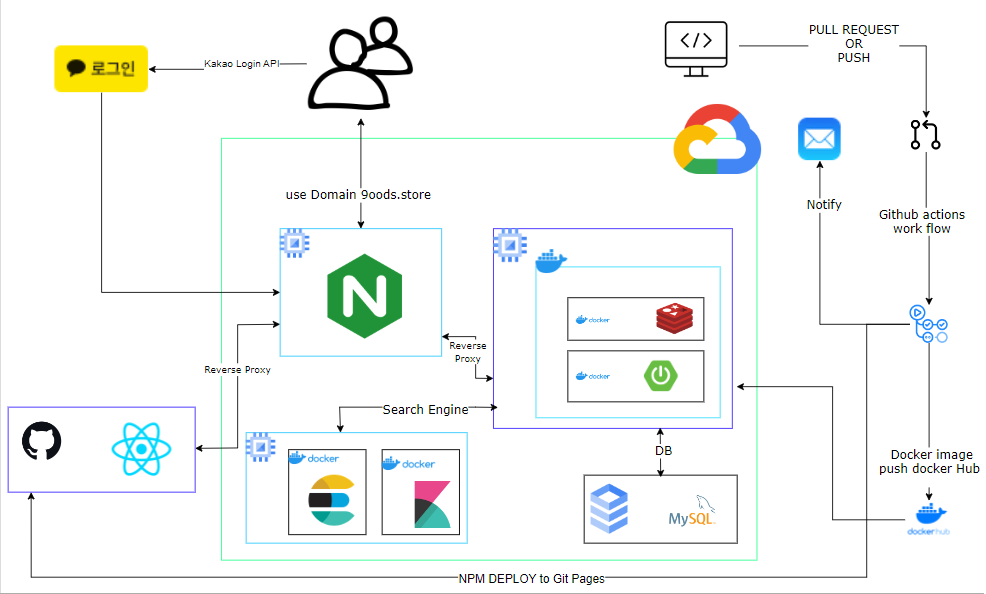 로그인
Kakao Login API
PULL REQUEST
OR
PUSH
use Domain 9oods.store
Notify
Github actions
work flow
docker
Reverse
Proxy
docker
Reverse Proxy
Search Engine
DB
docker
docker
MySQL
Docker image
push docker Hub
dockerhub
NPM DEPLOY to Git Pages